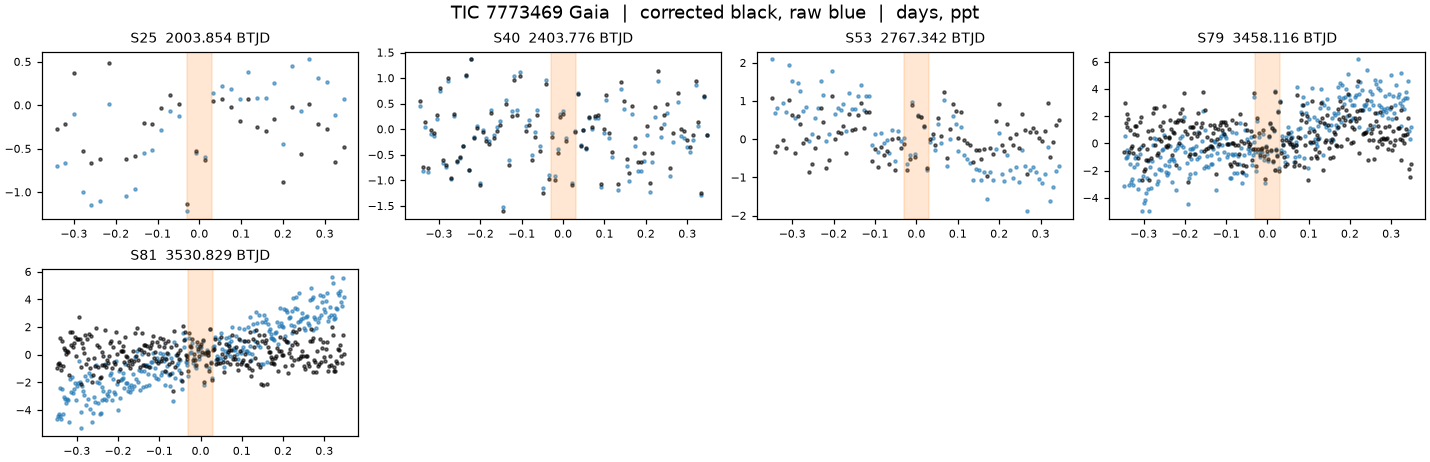 TIC 7773469 Gaia | corrected black, raw blue | days, ppt
S25 2003.854 BTJD
S40 2403.776 BTJD
S53 2767.342 BTJD
S79 3458.116 BTJD
0.5
0.0
−0.5
−1.0
−0.3 −0.2 −0.1 0.0 0.1 0.2 0.3
1.5
1.0
0.5
0.0
−0.5
−1.0
−1.5
−0.3 −0.2 −0.1 0.0 0.1 0.2 0.3
2
1
0
−1
−2
−0.3 −0.2 −0.1 0.0 0.1 0.2 0.3
6
4
2
0
−2
−4
−0.3 −0.2 −0.1 0.0 0.1 0.2 0.3
S81 3530.829 BTJD
6
4
2
0
−2
−4
−0.3 −0.2 −0.1 0.0 0.1 0.2 0.3